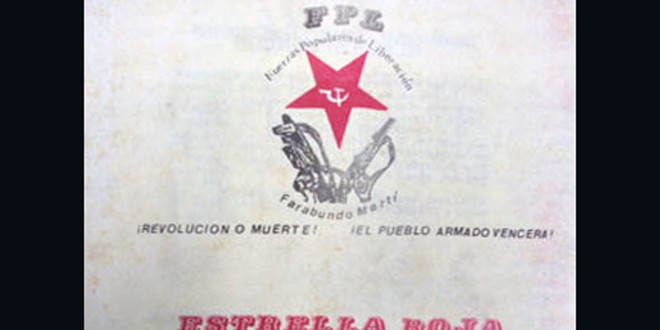 FPL
Fuerzas Populares de Liberación
Farabundo Martí
¡REVOLUCION O MUERTE! ¡EL PUEBLO ARMADO VENCERA!
ESTRELLA ROJA